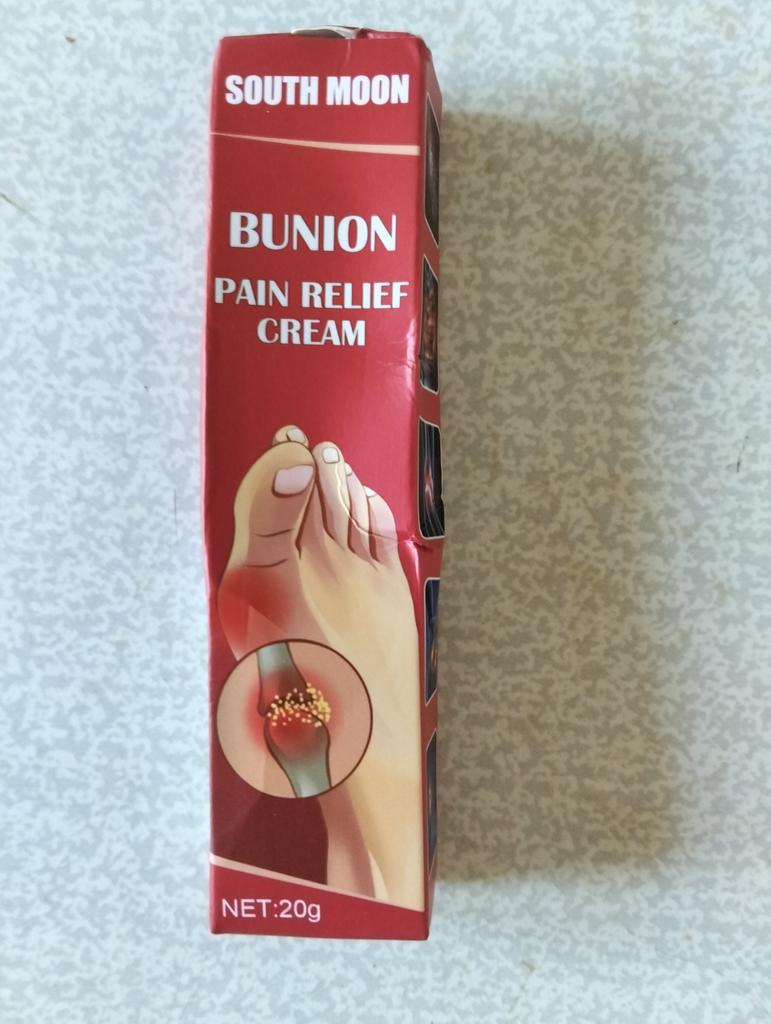 SOUTH MOON
BUNION
PAIN RELIEF
CREAM
NET:20g